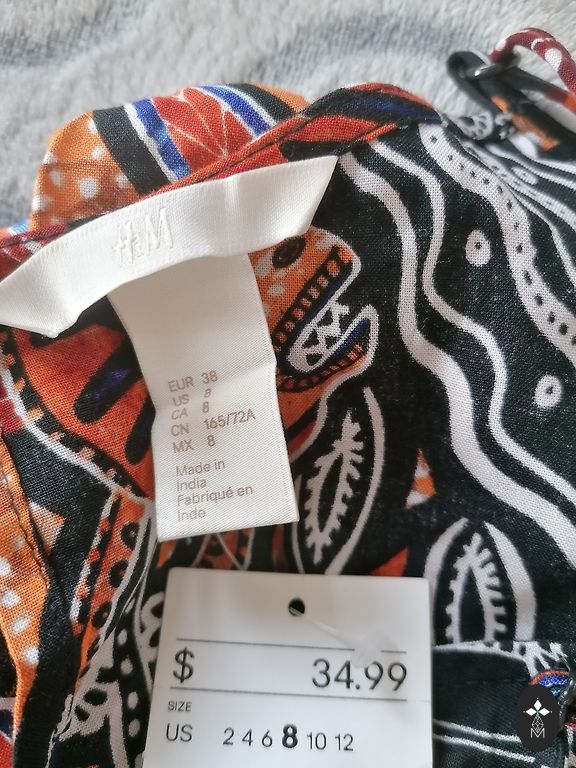 H&M
EUR 38
US 8
CA 8
CN 165/72A
MX 8
Made in
India
Fabriqué en
Inde
$ 34.99
SIZE
US 2 4 6 8 10 12
M